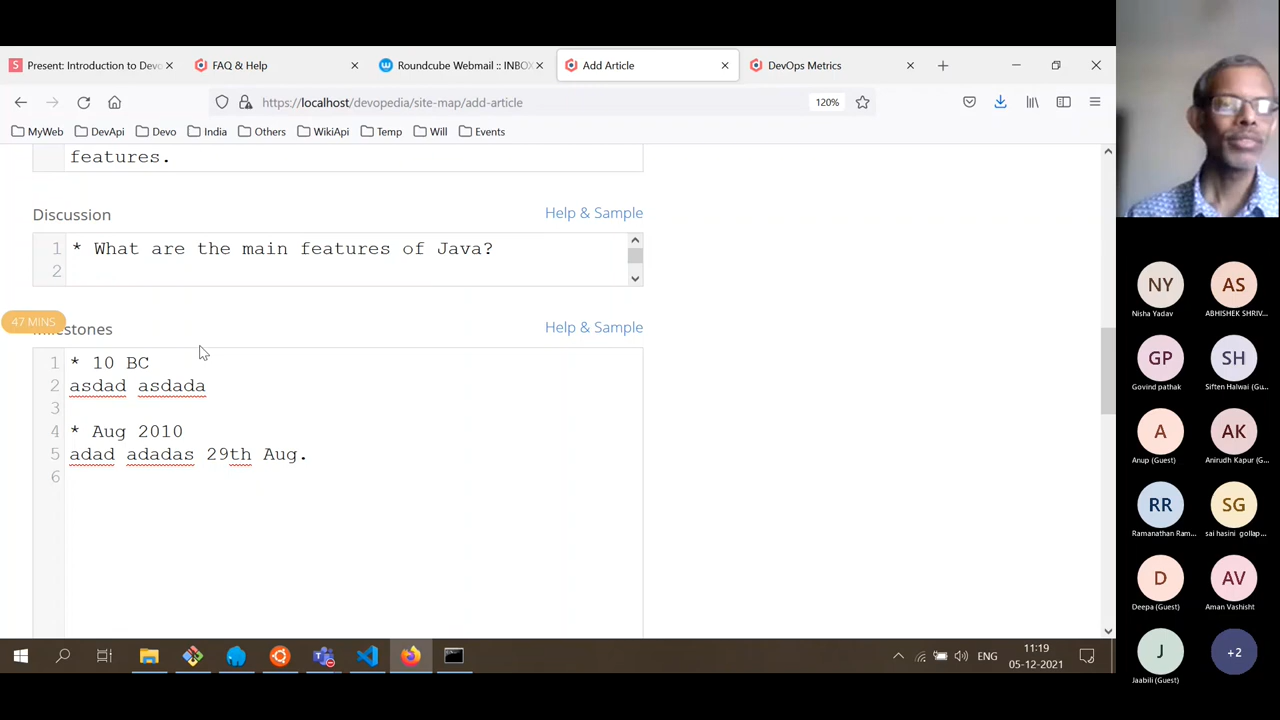 Present: Introduction to Devo
FAQ & Help
Roundcube Webmail :: INBOX
Add Article
DevOps Metrics
https://localhost/devopedia/site-map/add-article
120%
MyWeb
DevApi
Devo
India
Others
WikiApi
Temp
Will
Events
features.
Discussion
Help & Sample
1 * What are the main features of Java?
2
47 MINS
Milestones
Help & Sample
1 * 10 BC
2 asdad asdada
3
4 * Aug 2010
5 adad adadas 29th Aug.
6
NY
Nisha Yadav
AS
ABHISHEK SHRIV...
GP
Govind pathak
SH
Siften Halwai (Gu...
A
Anup (Guest)
AK
Anirudh Kapur (G...
RR
Ramanathan Ram...
SG
sai hasini gollap...
D
Deepa (Guest)
AV
Aman Vashisht
J
Jaabili (Guest)
+2
ENG
11:19
05-12-2021